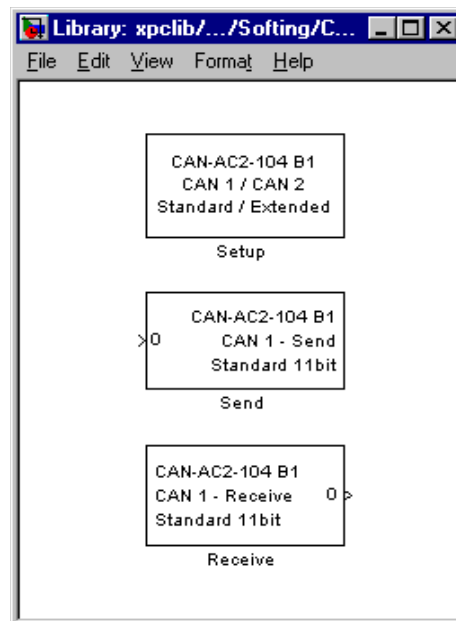 Library: xpclib/.../Softing/C...
File Edit View Format Help
CAN-AC2-104 B1
CAN 1 / CAN 2
Standard / Extended
Setup
CAN-AC2-104 B1
0 CAN 1 - Send
Standard 11bit
Send
CAN-AC2-104 B1
CAN 1 - Receive 0
Standard 11bit
Receive